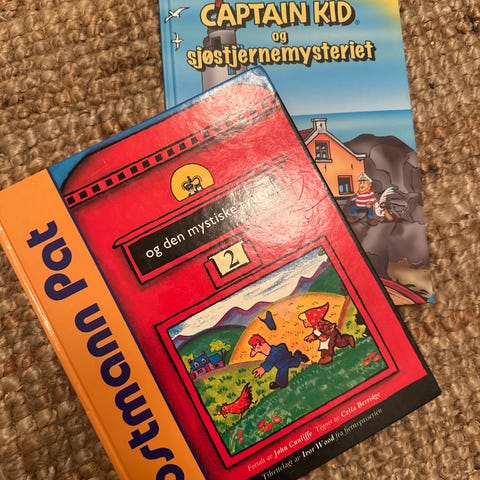 CAPTAIN KID
og
sjøstjernemysteriet
ostmann Pat
og den mystiske
2
Fortalt av John Cunliffe Tegnet av Celia Berridge
Tilrettelagt av Ivor Wood fra fjernsynsserien